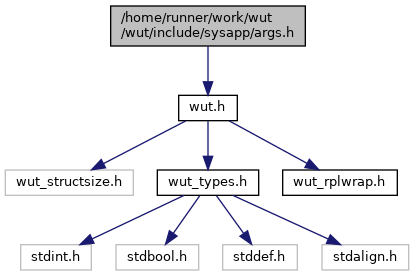 /home/runner/work/wut
/wut/include/sysapp/args.h
wut.h
wut_structsize.h
wut_types.h
wut_rplwrap.h
stdint.h
stdbool.h
stddef.h
stdalign.h